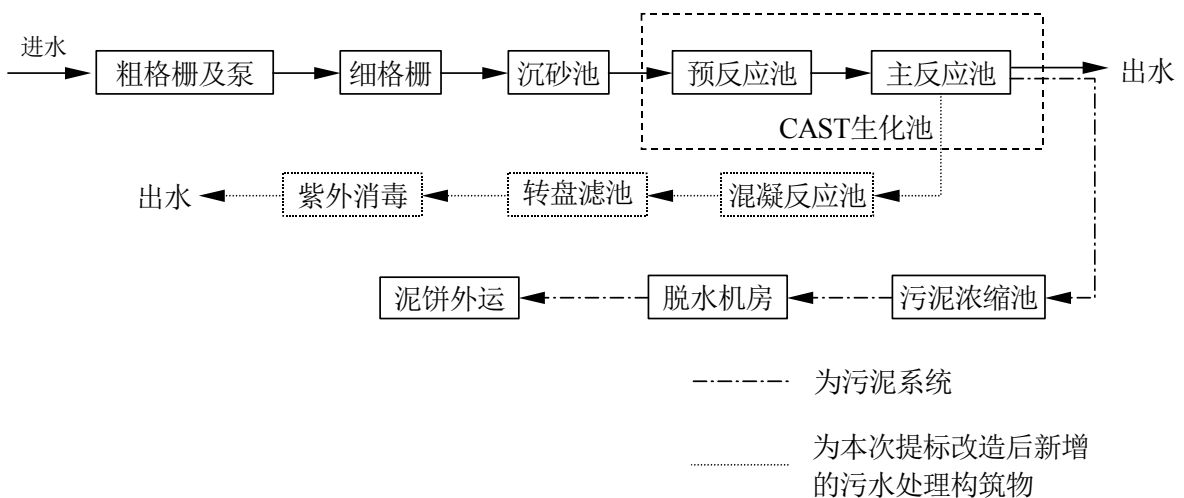 进水
粗格栅及泵
细格栅
沉砂池
预反应池
主反应池
出水
CAST生化池
出水
紫外消毒
转盘滤池
混凝反应池
泥饼外运
脱水机房
污泥浓缩池
为污泥系统
为本次提标改造后新增
的污水处理构筑物